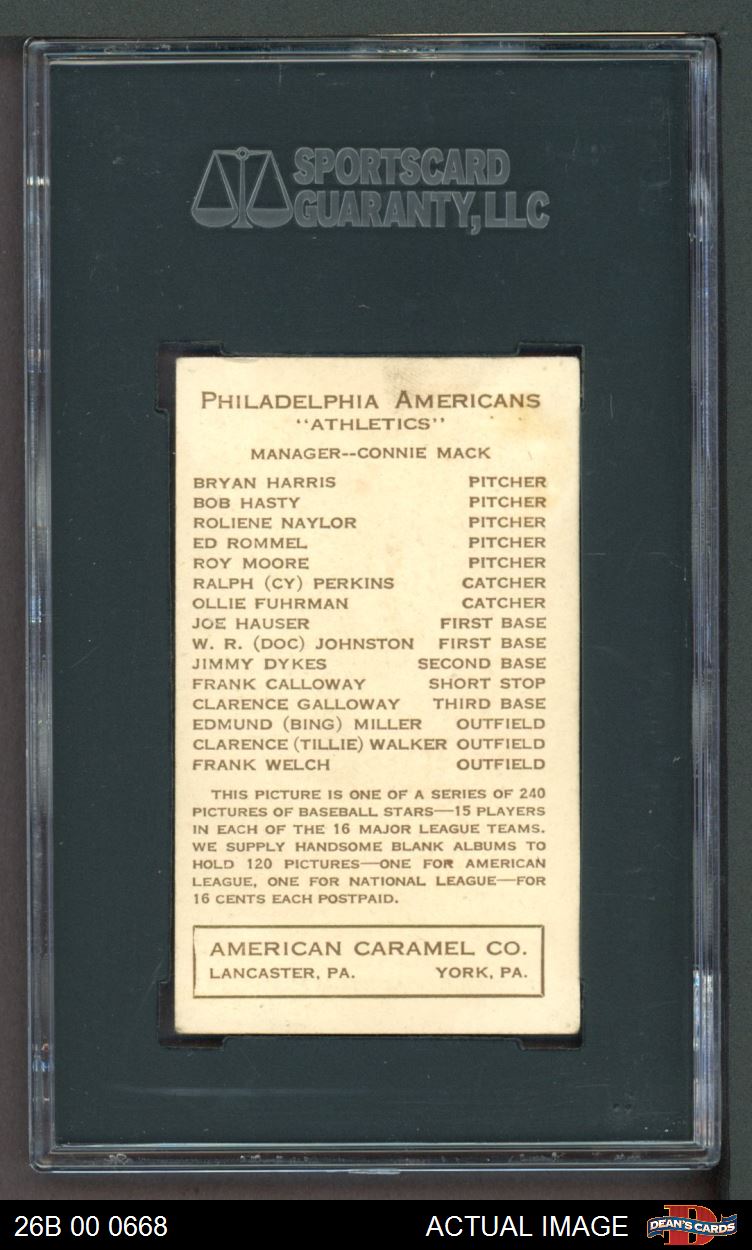 SPORTSCARD
GUARANTY, LLC
PHILADELPHIA AMERICANS
"ATHLETICS"
MANAGER--CONNIE MACK
BRYAN HARRIS PITCHER
BOB HASTY PITCHER
ROLIENE NAYLOR PITCHER
ED ROMMEL PITCHER
ROY MOORE PITCHER
RALPH (CY) PERKINS CATCHER
OLLIE FUHRMAN CATCHER
JOE HAUSER FIRST BASE
W. R. (DOC) JOHNSTON FIRST BASE
JIMMY DYKES SECOND BASE
FRANK CALLOWAY SHORT STOP
CLARENCE GALLOWAY THIRD BASE
EDMUND (BING) MILLER OUTFIELD
CLARENCE (TILLIE) WALKER OUTFIELD
FRANK WELCH OUTFIELD
THIS PICTURE IS ONE OF A SERIES OF 240
PICTURES OF BASEBALL STARS—15 PLAYERS
IN EACH OF THE 16 MAJOR LEAGUE TEAMS.
WE SUPPLY HANDSOME BLANK ALBUMS TO
HOLD 120 PICTURES—ONE FOR AMERICAN
LEAGUE, ONE FOR NATIONAL LEAGUE—FOR
16 CENTS EACH POSTPAID.
AMERICAN CARAMEL CO.
LANCASTER, PA. YORK, PA.
26B 00 0668 ACTUAL IMAGE D DEAN'S CARDS